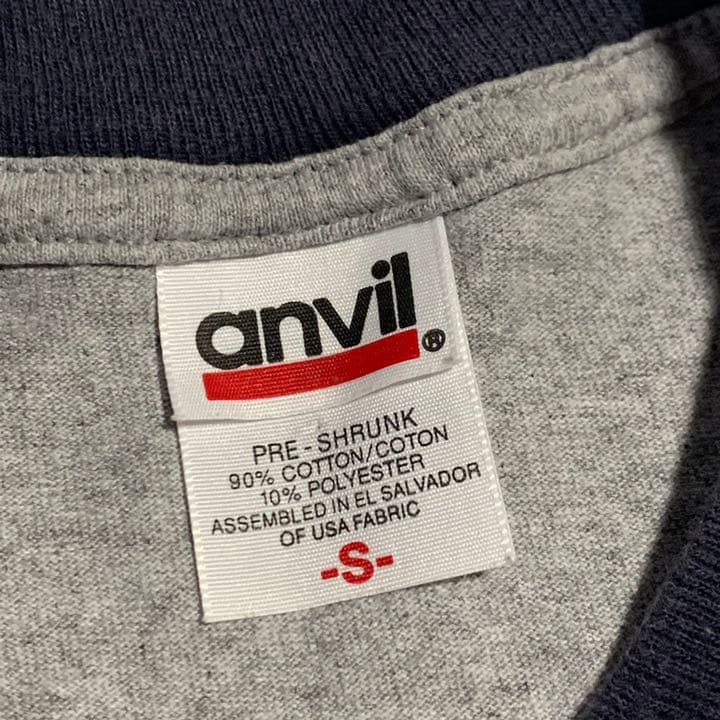 anvil®
PRE-SHRUNK
90% COTTON/COTON
10% POLYESTER
ASSEMBLED IN EL SALVADOR
OF USA FABRIC
-S-